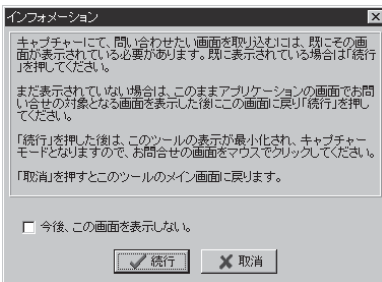 インフォメーション
キャプチャーにて、問い合わせたい画面を取り込むには、既にその画
面が表示されている必要があります。既に表示されている場合は「続行
」を押してください。
まだ表示されていない場合は、このままアプリケーションの画面でお問
い合せの対象となる画面を表示した後にこの画面に戻り「続行」を押し
てください。
「続行」を押した後は、このツールの表示が最小化され、キャプチャー
モードとなりますので、お問合せの画面をマウスでクリックしてください。
「取消」を押すとこのツールのメイン画面に戻ります。
今後、この画面を表示しない。
続行
取消